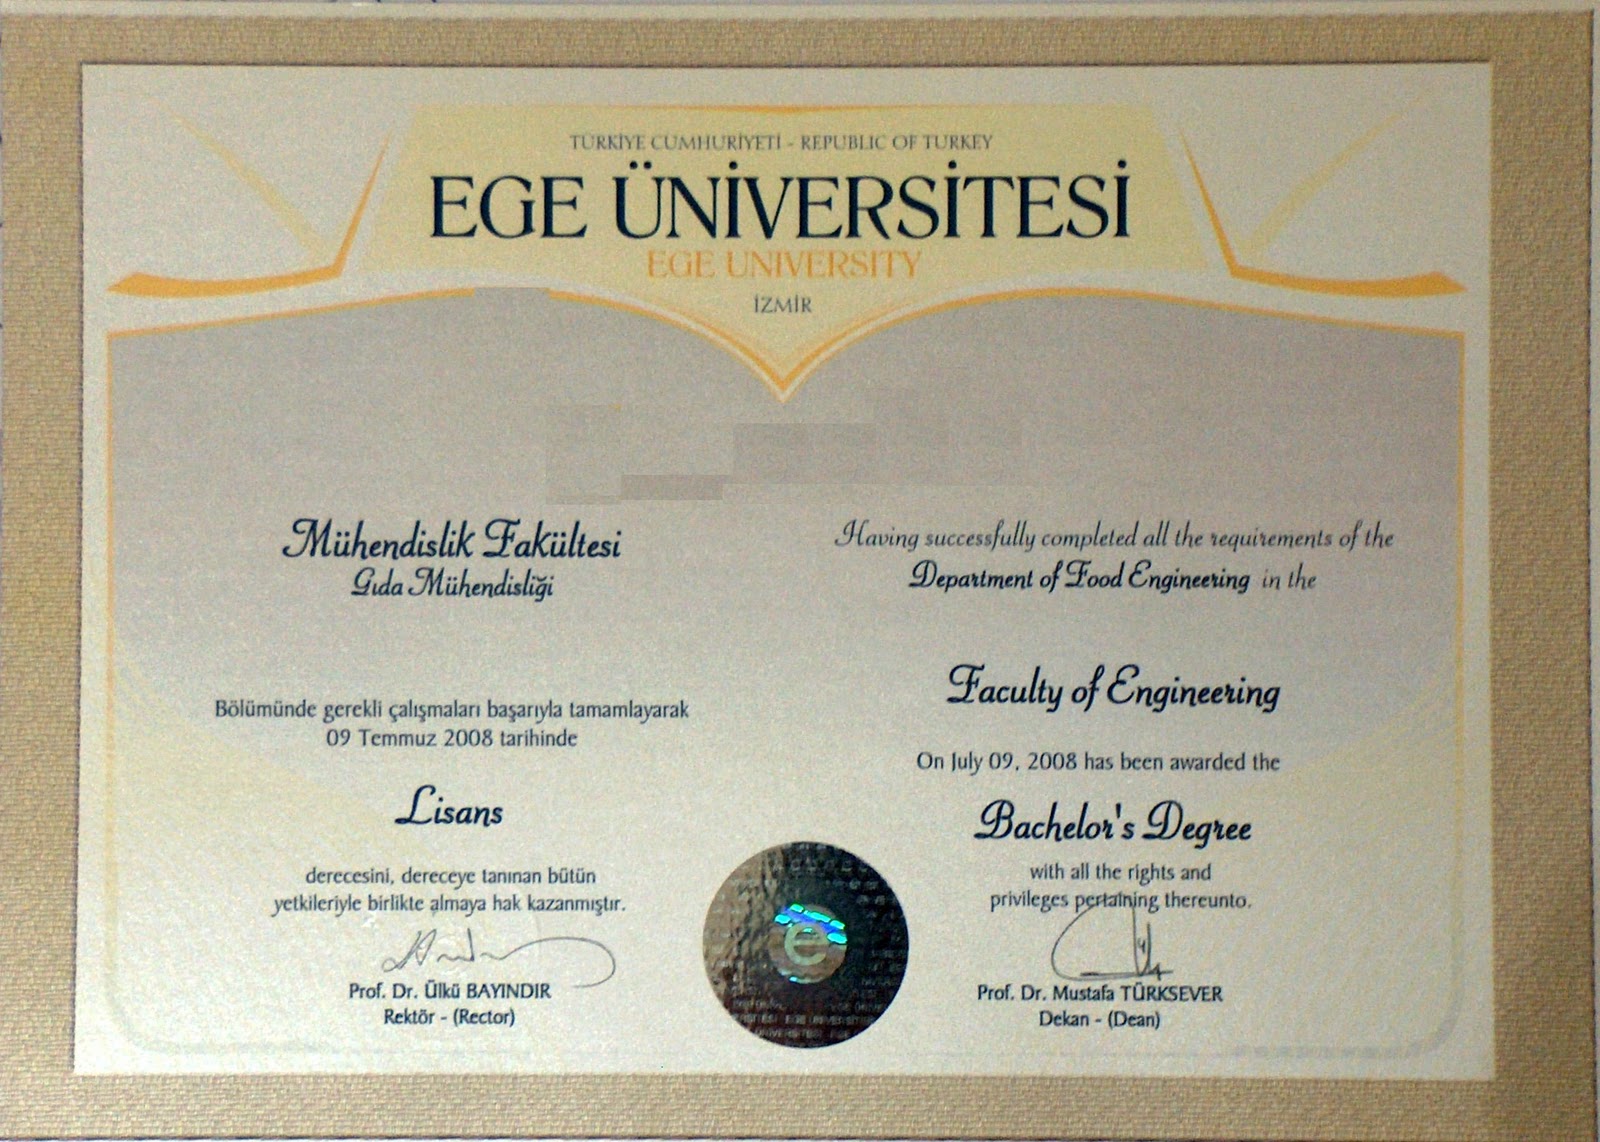 TÜRKİYE CUMHURİYETİ - REPUBLIC OF TURKEY
EGE ÜNİVERSİTESİ
EGE UNIVERSITY
İZMİR
Mühendislik Fakültesi
Gıda Mühendisliği
Bölümünde gerekli çalışmaları başarıyla tamamlayarak
09 Temmuz 2008 tarihinde
Lisans
derecesini, dereceye tanınan bütün
yetkileriyle birlikte almaya hak kazanmıştır.
Prof. Dr. Ülkü BAYINDIR
Rektör - (Rector)
Having successfully completed all the requirements of the
Department of Food Engineering in the
Faculty of Engineering
On July 09, 2008 has been awarded the
Bachelor's Degree
with all the rights and
privileges pertaining thereunto.
Prof. Dr. Mustafa TÜRKSEVER
Dekan - (Dean)
e